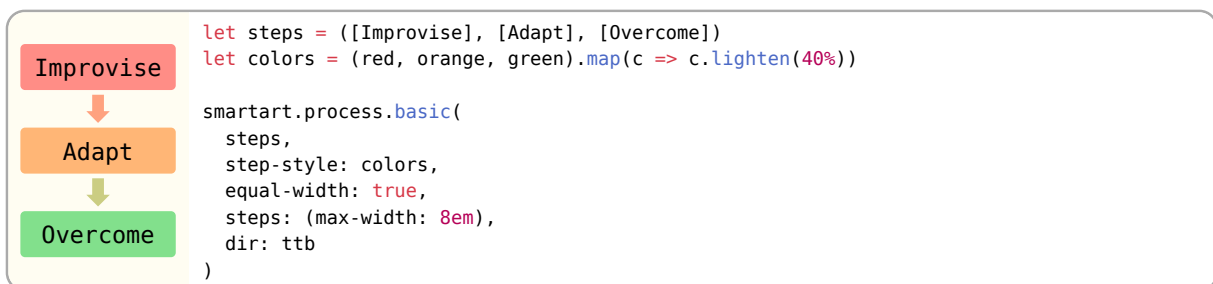 Improvise
Adapt
Overcome
let steps = ([Improvise], [Adapt], [Overcome])
let colors = (red, orange, green).map(c => c.lighten(40%))

smartart.process.basic(
  steps,
  step-style: colors,
  equal-width: true,
  steps: (max-width: 8em),
  dir: ttb
)